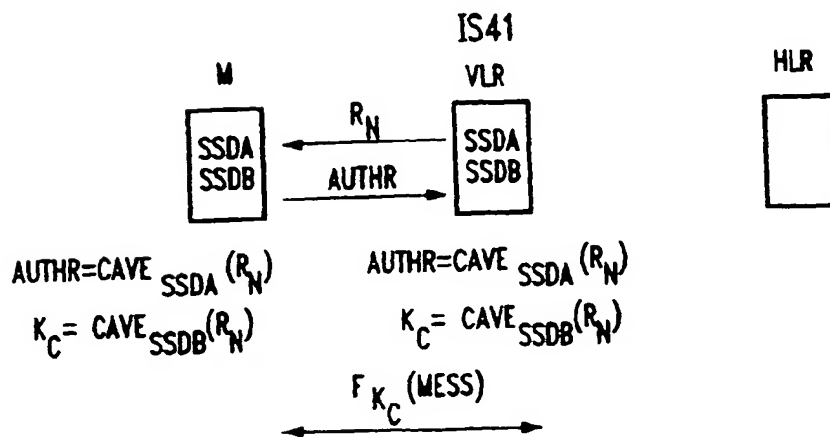 IS41
M VLR HLR
R_N
SSDA SSDA
SSDB SSDB
AUTHR
AUTHR=CAVE_SSDA(R_N) AUTHR=CAVE_SSDA(R_N)
K_C= CAVE_SSDB(R_N) K_C= CAVE_SSDB(R_N)
F_K_C(MESS)